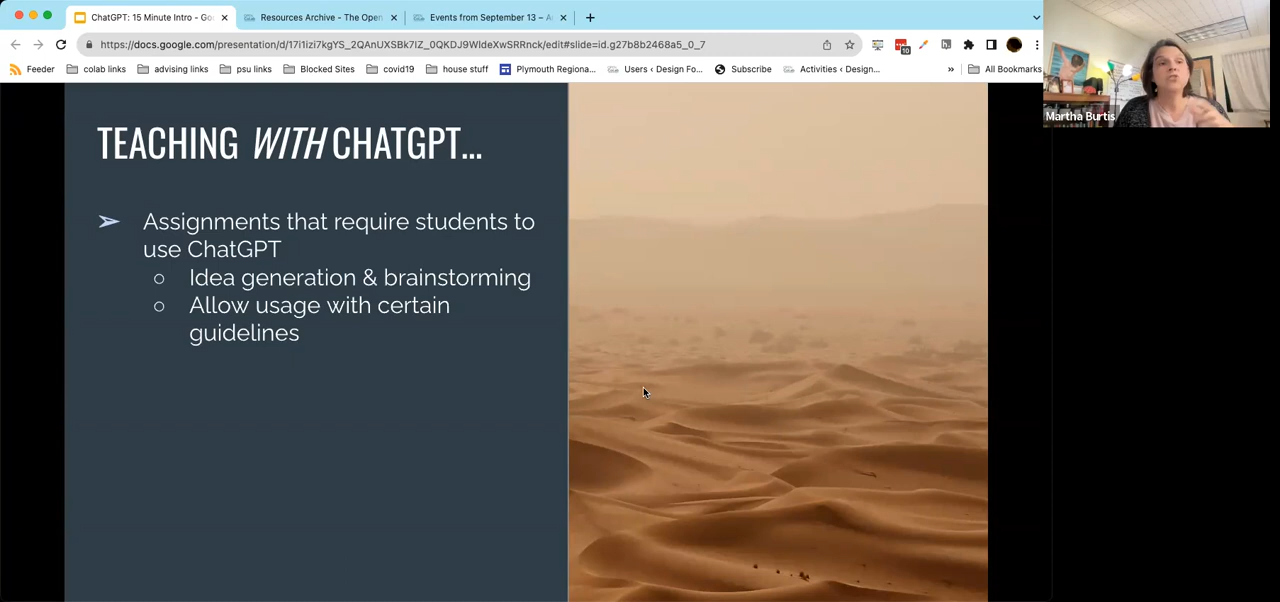 ChatGPT: 15 Minute Intro - Go
Resources Archive - The Open
Events from September 13 – A
https://docs.google.com/presentation/d/17i1izi7kgYS_2QAnUXSBk7lZ_0QKDJ9WIdeXwSRRnck/edit#slide=id.g27b8b2468a5_0_7
10
Feeder
colab links
advising links
psu links
Blocked Sites
covid19
house stuff
Plymouth Regiona...
Users ‹ Design Fo...
Subscribe
Activities ‹ Design...
»
All Bookmarks
Martha Burtis
TEACHING WITH CHATGPT...
➢ Assignments that require students to
use ChatGPT
○ Idea generation & brainstorming
○ Allow usage with certain
guidelines